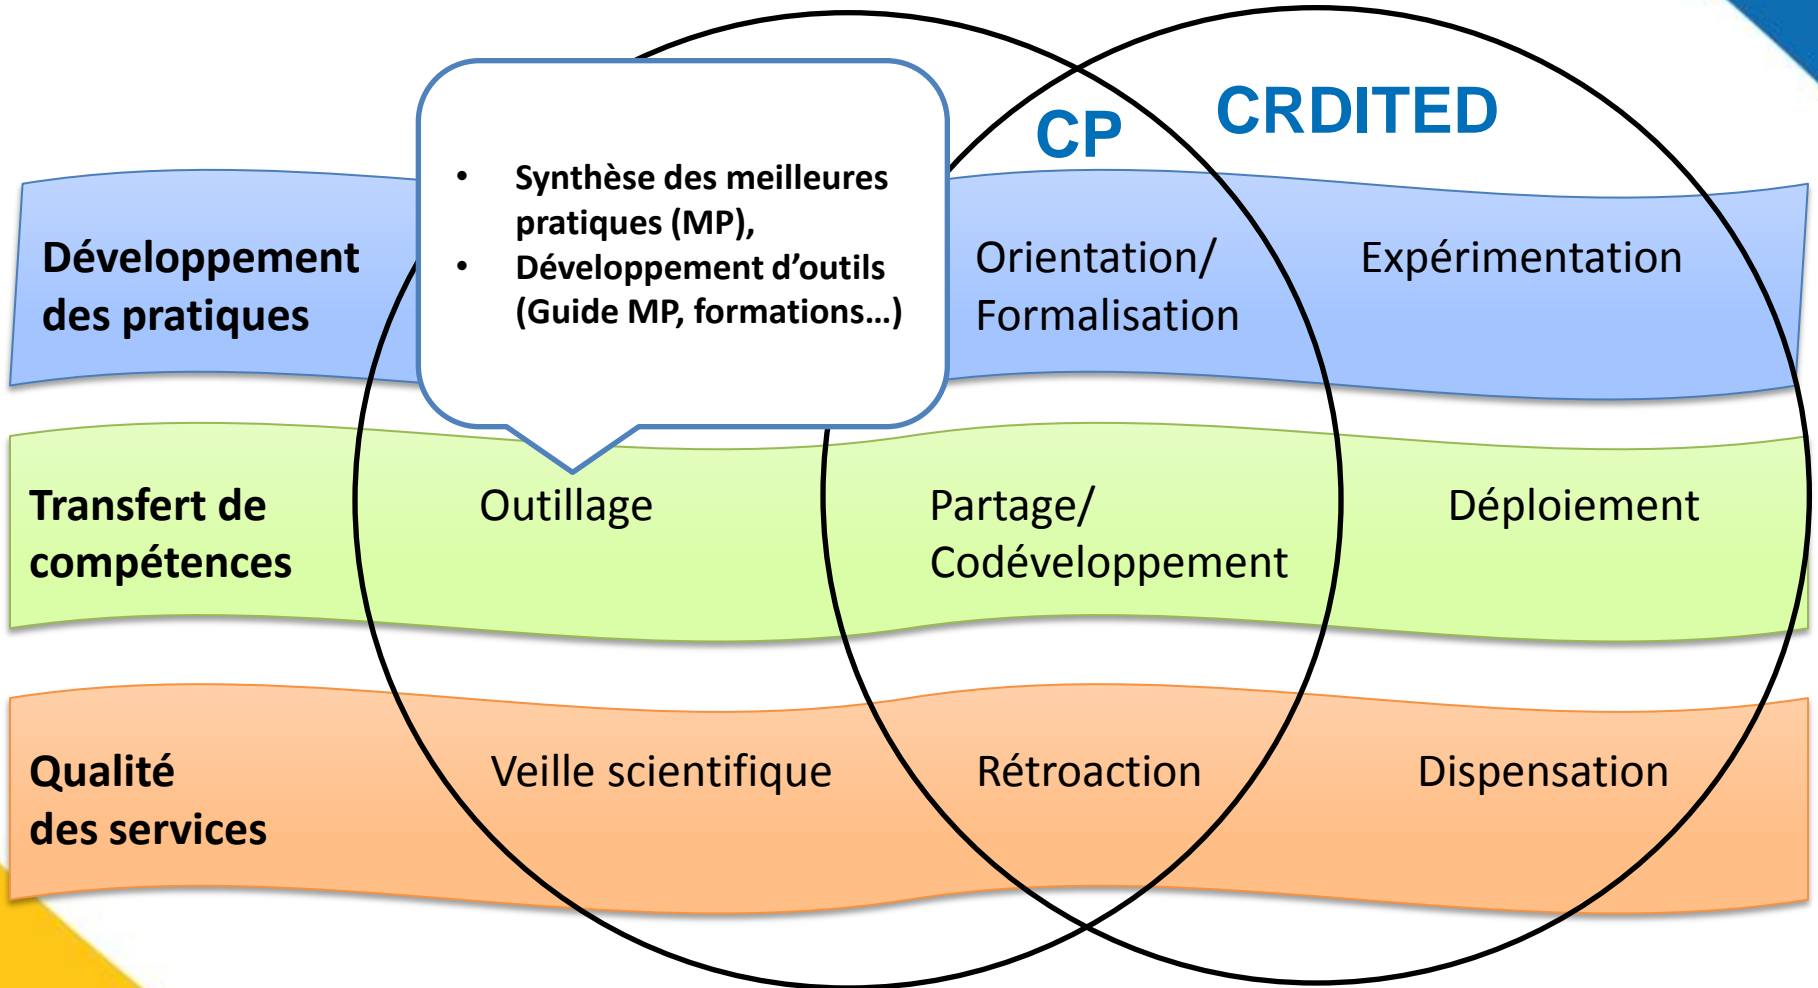 CP
CRDITED
• Synthèse des meilleures
pratiques (MP),
• Développement d’outils
(Guide MP, formations…)
Développement
des pratiques
Orientation/
Formalisation
Expérimentation
Transfert de
compétences
Outillage
Partage/
Codéveloppement
Déploiement
Qualité
des services
Veille scientifique
Rétroaction
Dispensation